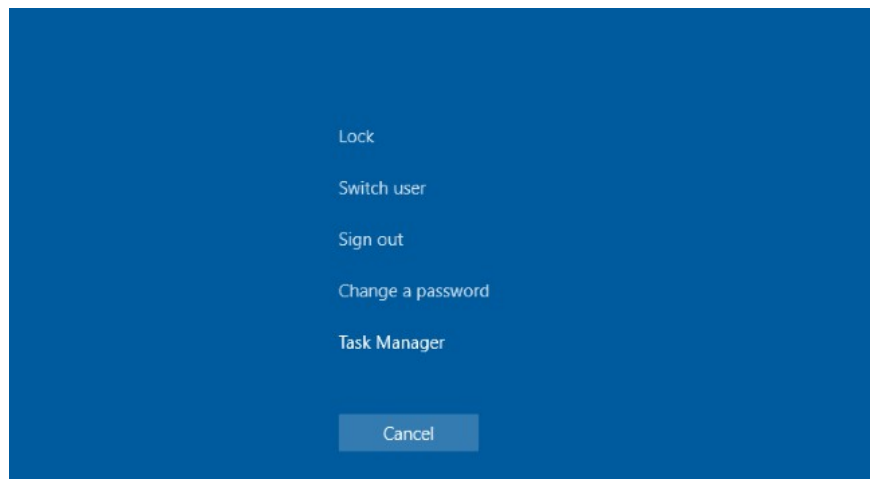 Lock
Switch user
Sign out
Change a password
Task Manager
Cancel